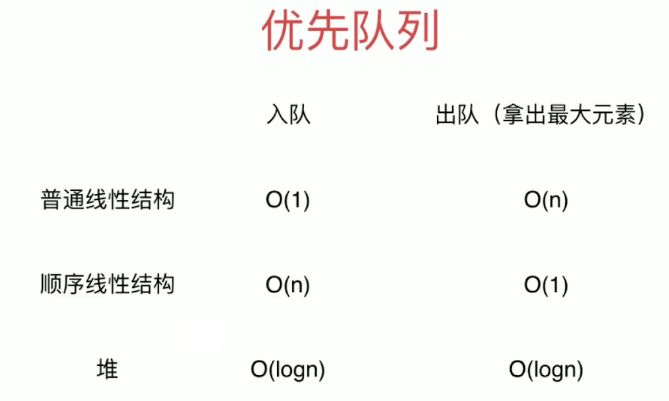 优先队列
入队 出队（拿出最大元素）
普通线性结构 O(1) O(n)
顺序线性结构 O(n) O(1)
堆 O(logn) O(logn)